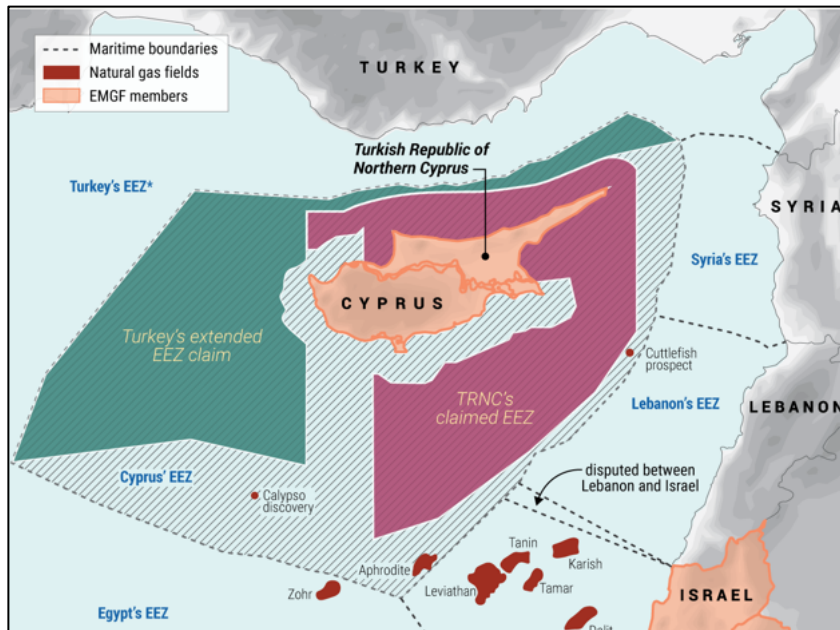 Maritime boundaries
Natural gas fields
EMGF members
TURKEY
Turkish Republic of
Northern Cyprus
Turkey's EEZ*
SYRIA
Syria's EEZ
CYPRUS
Turkey's extended
EEZ claim
Cuttlefish
prospect
TRNC's
claimed EEZ
Lebanon's EEZ
LEBANON
Cyprus' EEZ
disputed between
Lebanon and Israel
Calypso
discovery
Tanin
Karish
Aphrodite
Zohr
Leviathan
Tamar
ISRAEL
Egypt's EEZ